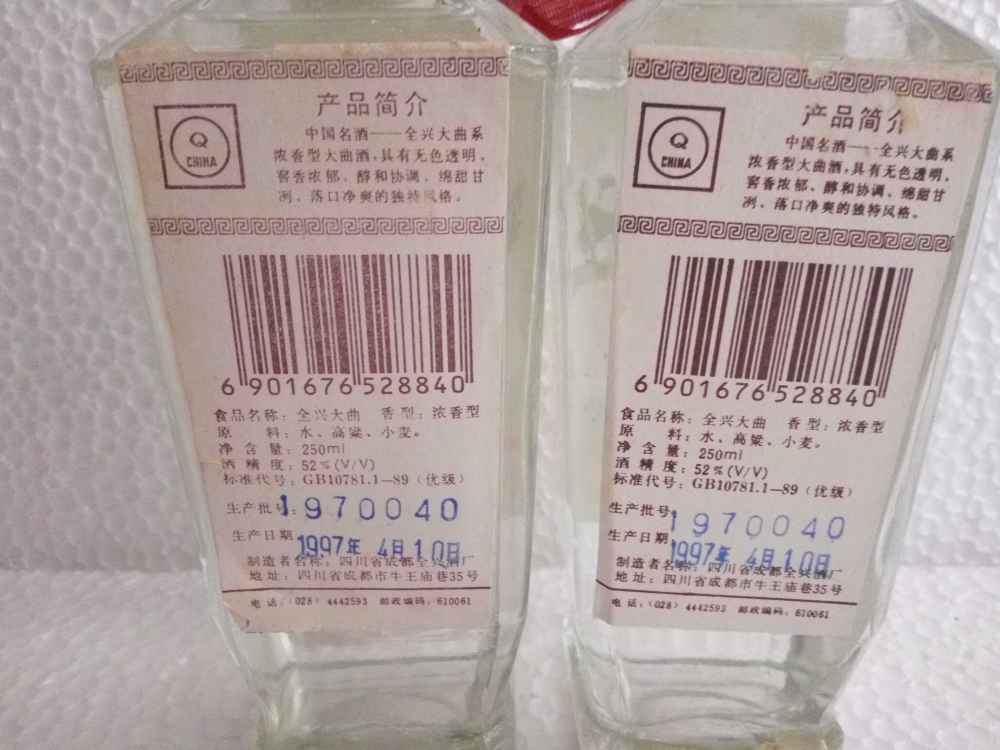 产品简介
Q
CHINA
中国名酒——全兴大曲系
浓香型大曲酒，具有无色透明、
窖香浓郁、醇和协调、绵甜甘
冽、落口净爽的独特风格。
6 901676 528840
食品名称：全兴大曲 香型：浓香型
原 料：水、高粱、小麦。
净含量：250ml
酒精度：52%(V/V)
标准代号：GB10781.1—89（优级）
生产批号：1970040
生产日期 1997年 4月10日
制造者名称：四川省成都全兴酒厂
地址：四川省成都市牛王庙巷35号
电话：（028）4442593 邮政编码：610061
产品简介
Q
CHINA
中国名酒——全兴大曲系
浓香型大曲酒，具有无色透明、
窖香浓郁、醇和协调、绵甜甘
冽、落口净爽的独特风格。
6 901676 528840
食品名称：全兴大曲 香型：浓香型
原 料：水、高粱、小麦。
净含量：250ml
酒精度：52%(V/V)
标准代号：GB10781.1—89（优级）
生产批号：1970040
生产日期 1997年 4月10日
制造者名称：四川省成都全兴酒厂
地址：四川省成都市牛王庙巷35号
电话：（028）4442593 邮政编码：610061